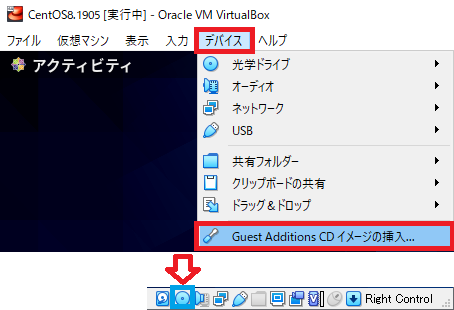 CentOS8.1905 [実行中] - Oracle VM VirtualBox
ファイル 仮想マシン 表示 入力 デバイス ヘルプ
アクティビティ
光学ドライブ
オーディオ
ネットワーク
USB
共有フォルダー
クリップボードの共有
ドラッグ＆ドロップ
Guest Additions CD イメージの挿入...
Right Control